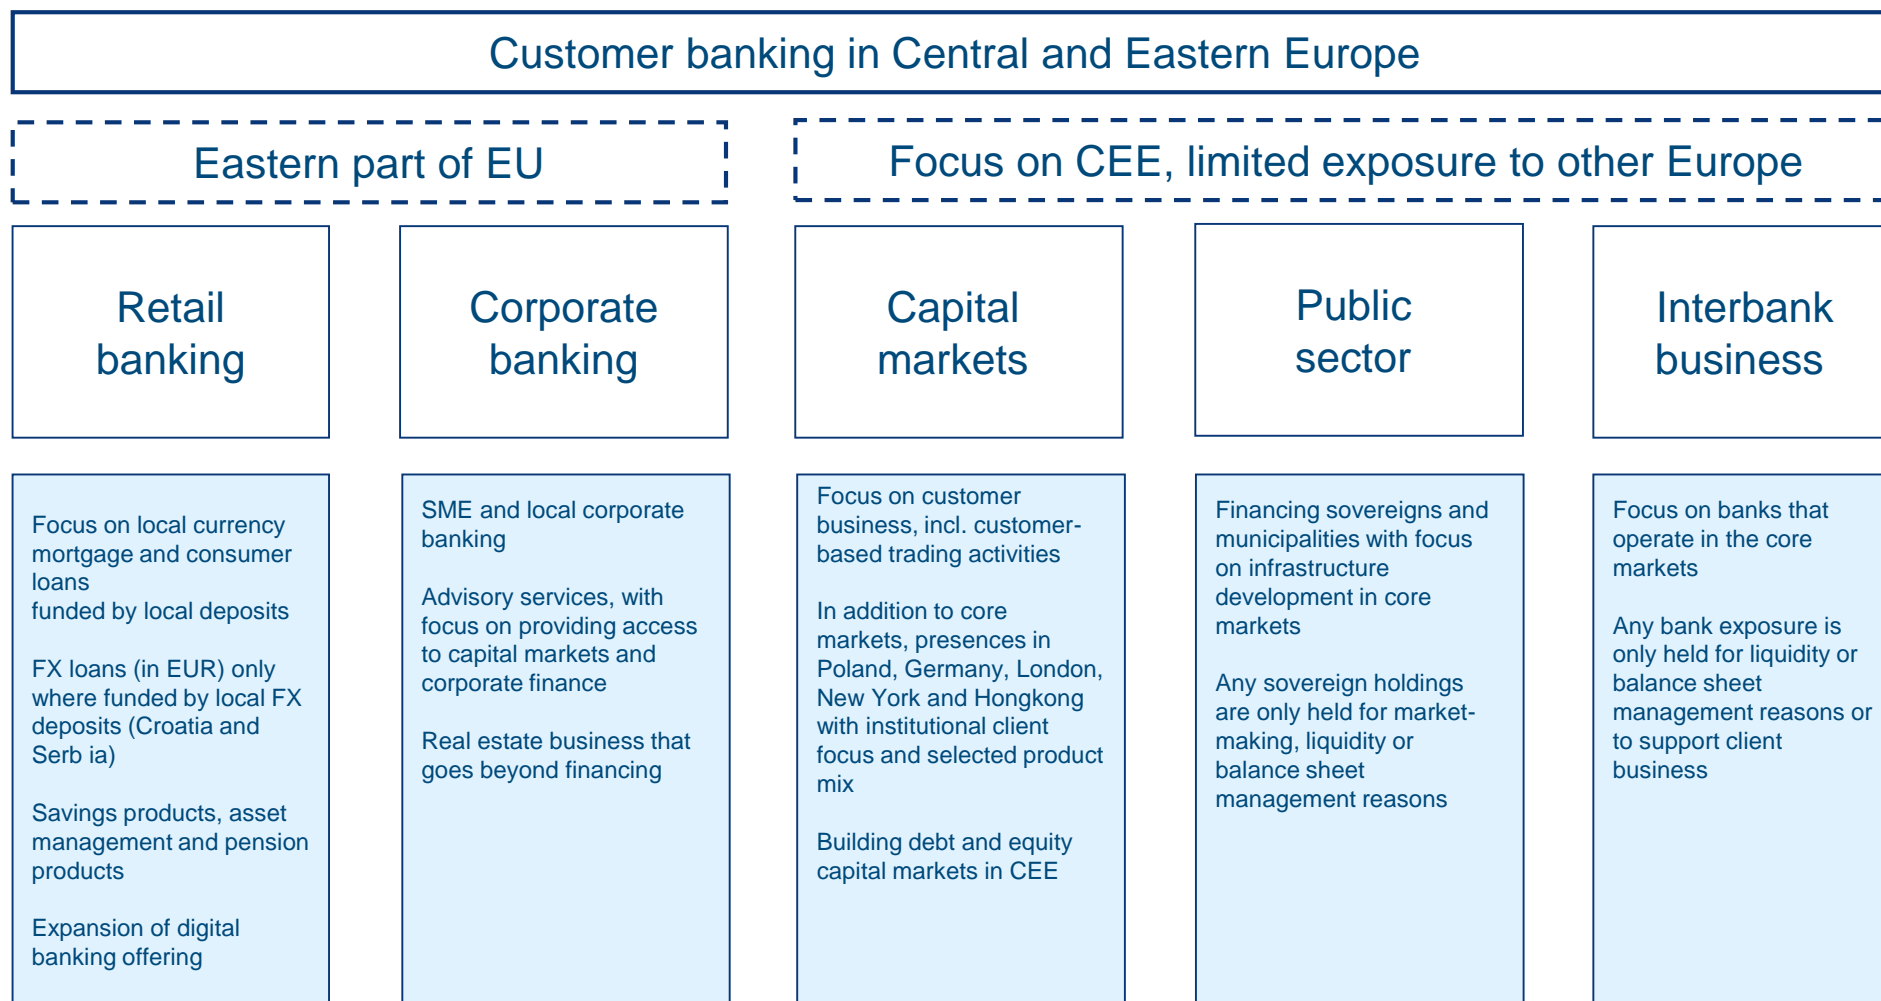 Customer banking in Central and Eastern Europe
Eastern part of EU
Focus on CEE, limited exposure to other Europe
Retail
banking
Corporate
banking
Capital
markets
Public
sector
Interbank
business
Focus on local currency
mortgage and consumer
loans
funded by local deposits
FX loans (in EUR) only
where funded by local FX
deposits (Croatia and
Serb ia)
Savings products, asset
management and pension
products
Expansion of digital
banking offering
SME and local corporate
banking
Advisory services, with
focus on providing access
to capital markets and
corporate finance
Real estate business that
goes beyond financing
Focus on customer
business, incl. customer-
based trading activities
In addition to core
markets, presences in
Poland, Germany, London,
New York and Hongkong
with institutional client
focus and selected product
mix
Building debt and equity
capital markets in CEE
Financing sovereigns and
municipalities with focus
on infrastructure
development in core
markets
Any sovereign holdings
are only held for market-
making, liquidity or
balance sheet
management reasons
Focus on banks that
operate in the core
markets
Any bank exposure is
only held for liquidity or
balance sheet
management reasons or
to support client
business